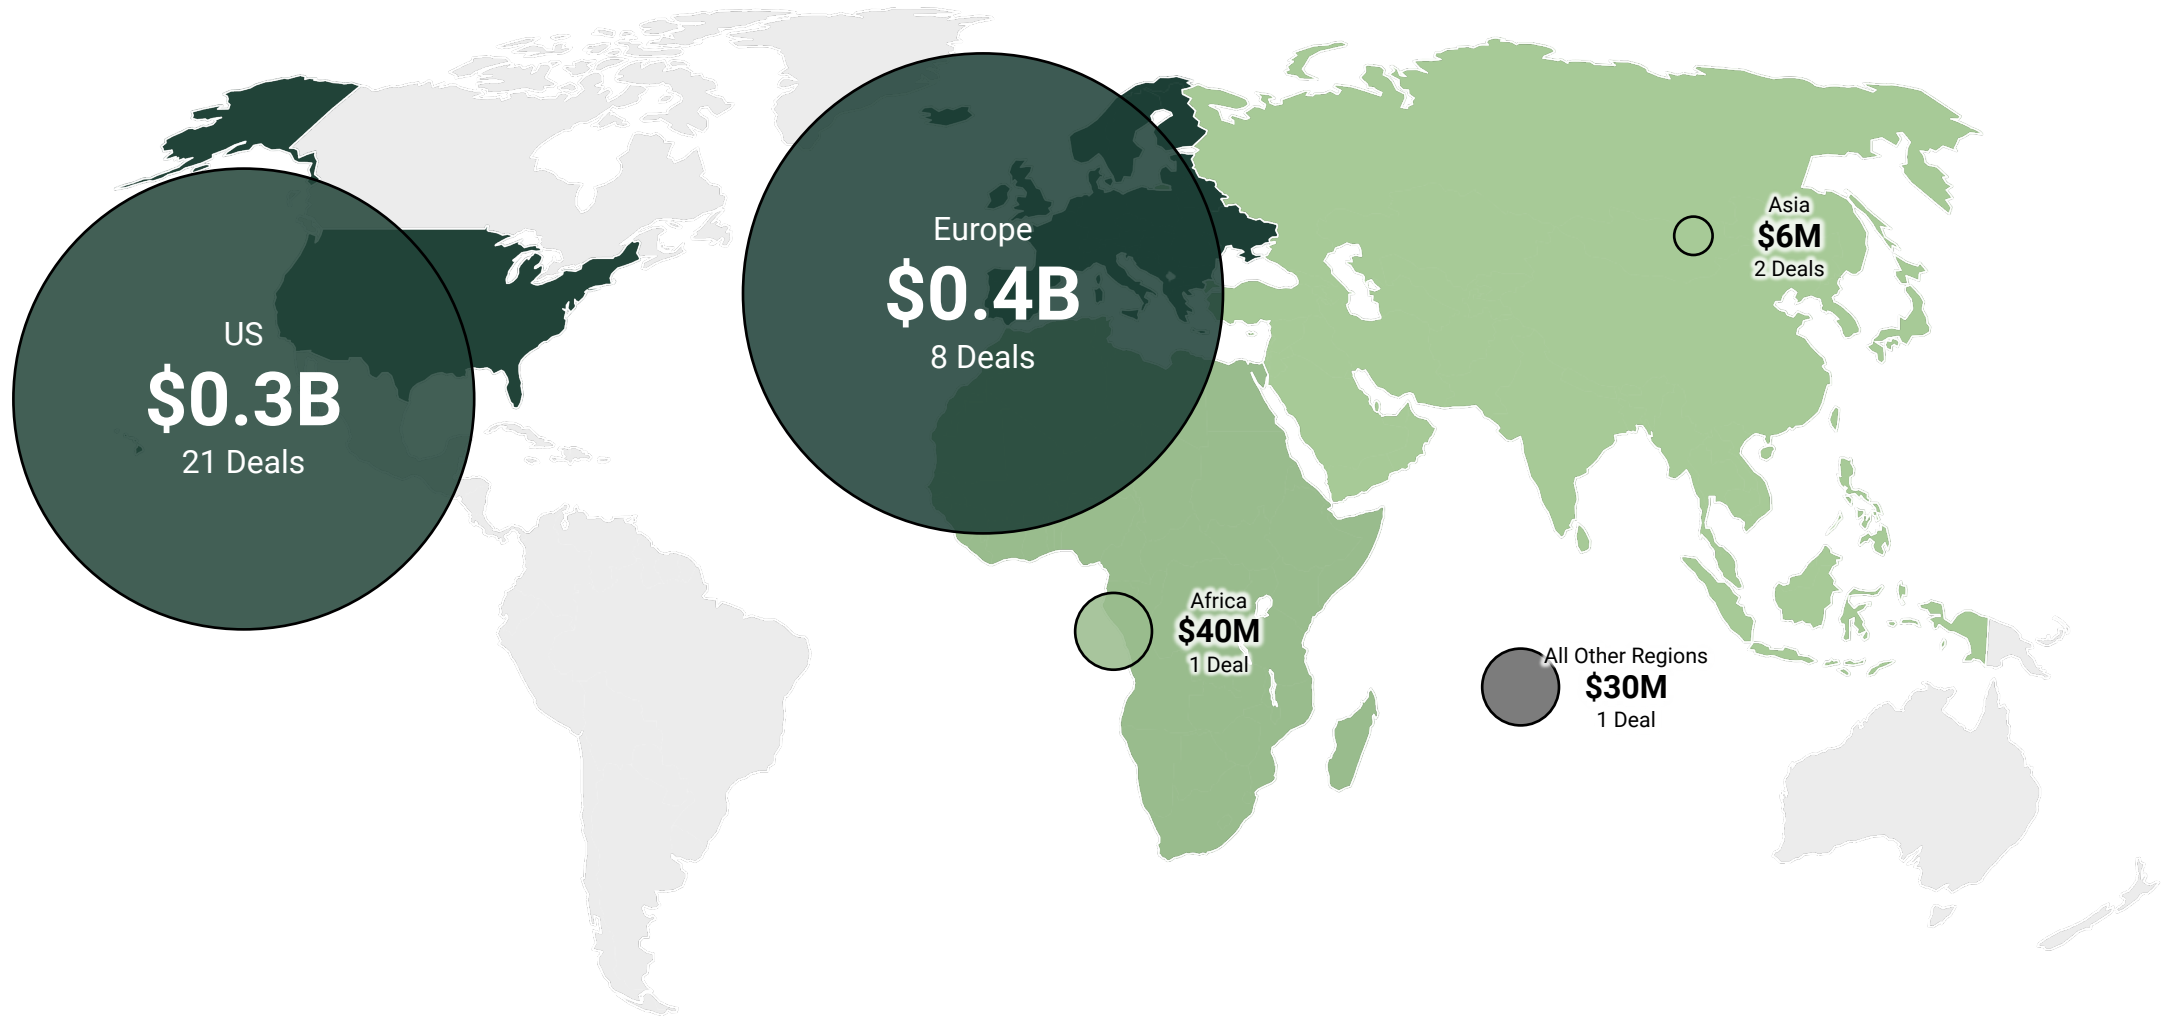 US
$0.3B
21 Deals
Europe
$0.4B
8 Deals
Asia
$6M
2 Deals
Africa
$40M
1 Deal
All Other Regions
$30M
1 Deal